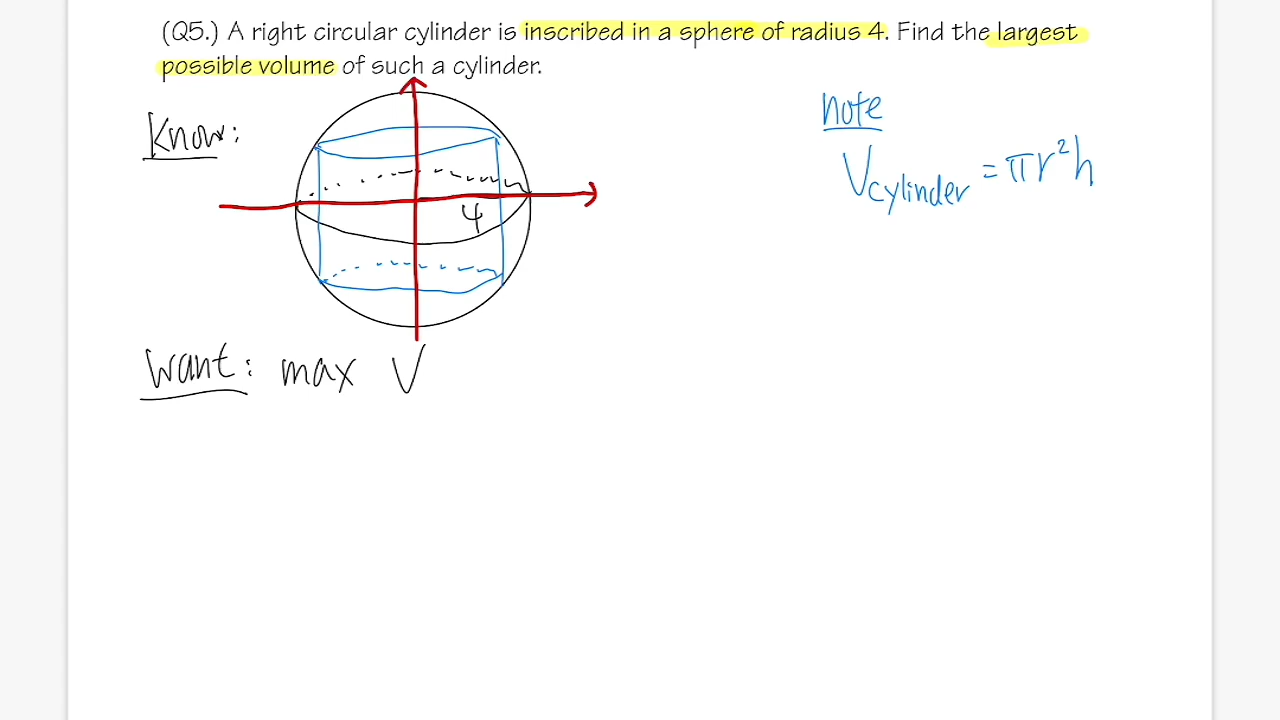 (Q5.) A right circular cylinder is inscribed in a sphere of radius 4. Find the largest
possible volume of such a cylinder.
note
Know:
V cylinder = πr²h
4
Want: max V